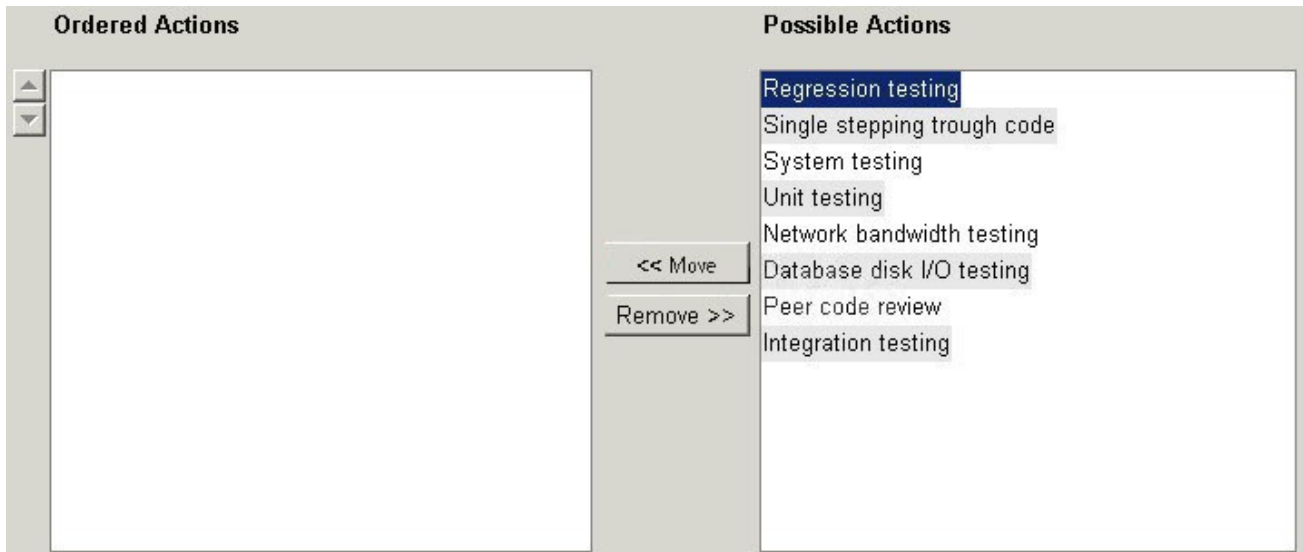 Ordered Actions
Possible Actions
Regression testing
Single stepping trough code
System testing
Unit testing
Network bandwidth testing
<< Move
Database disk I/O testing
Remove >>
Peer code review
Integration testing